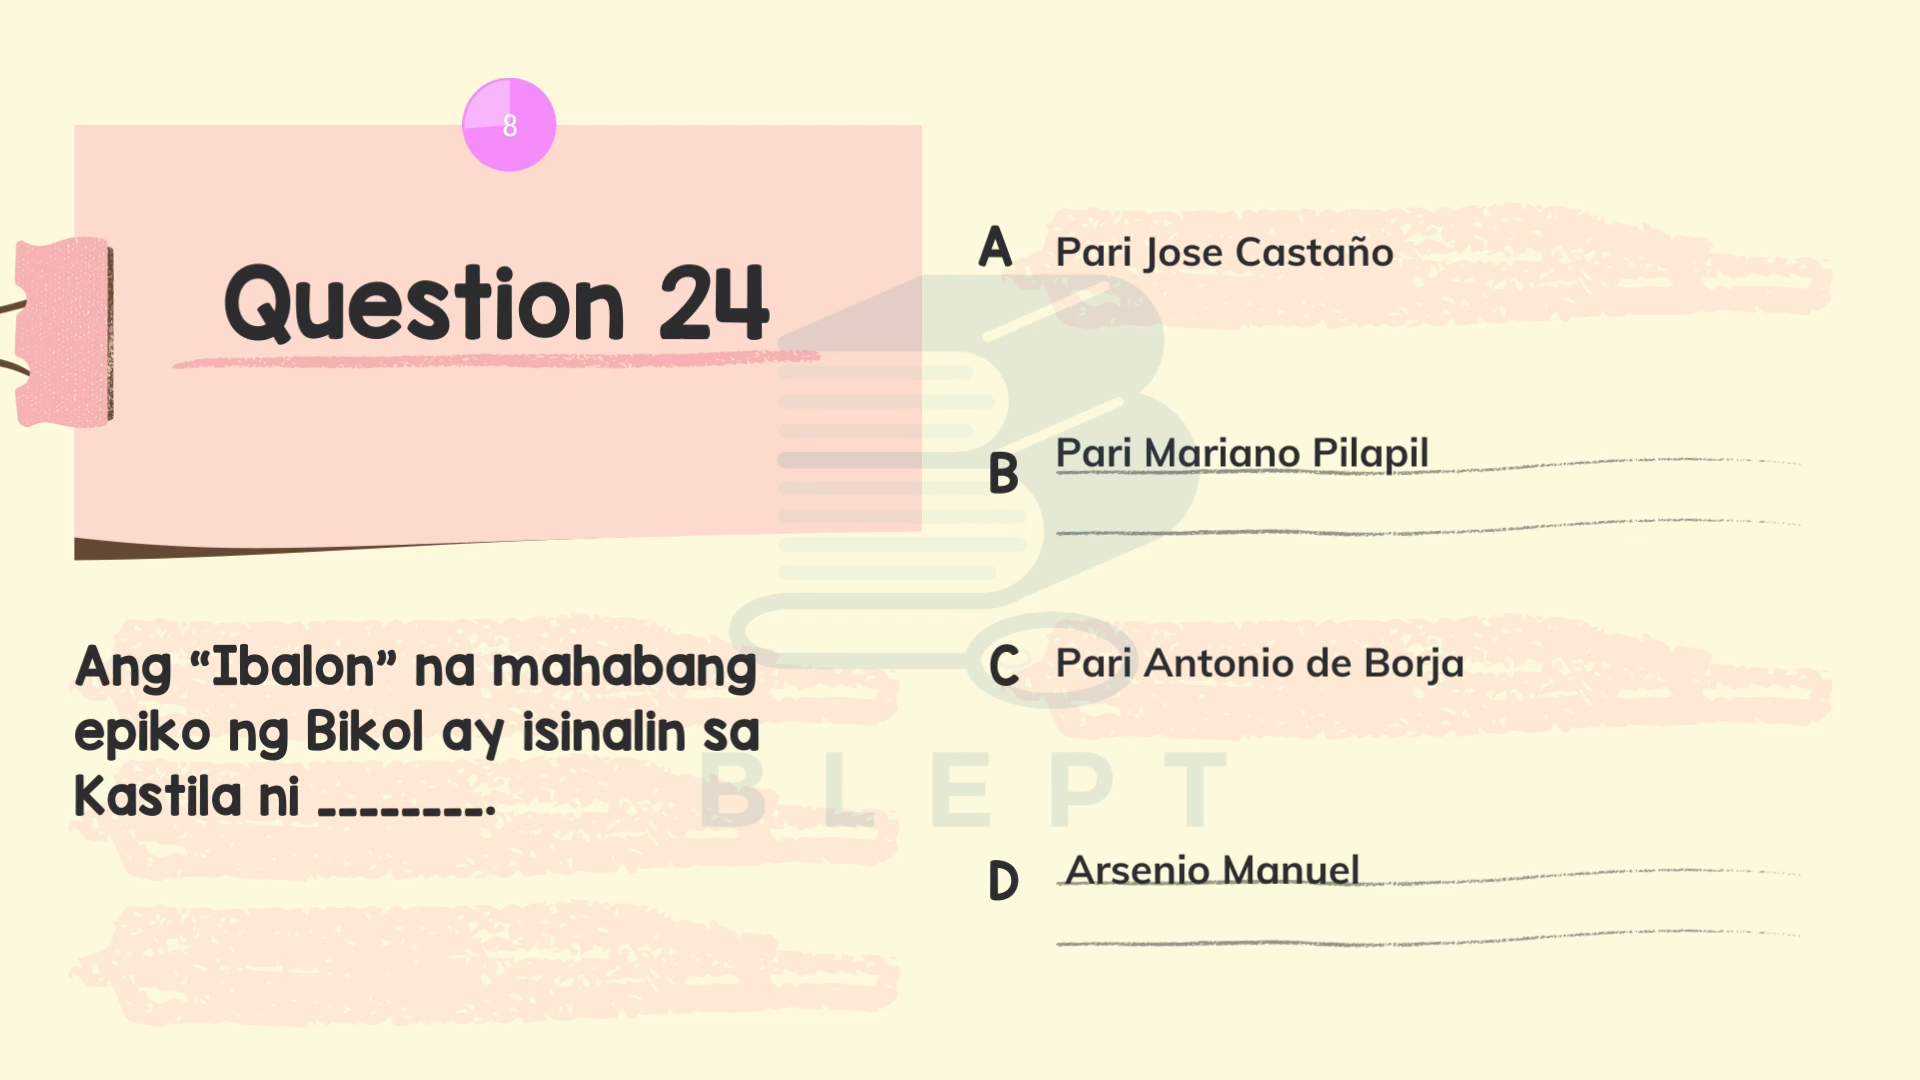 8
Question 24
Ang “Ibalon” na mahabang
epiko ng Bikol ay isinalin sa
Kastila ni ________.
A Pari Jose Castaño
B Pari Mariano Pilapil
C Pari Antonio de Borja
D Arsenio Manuel
BLEPT